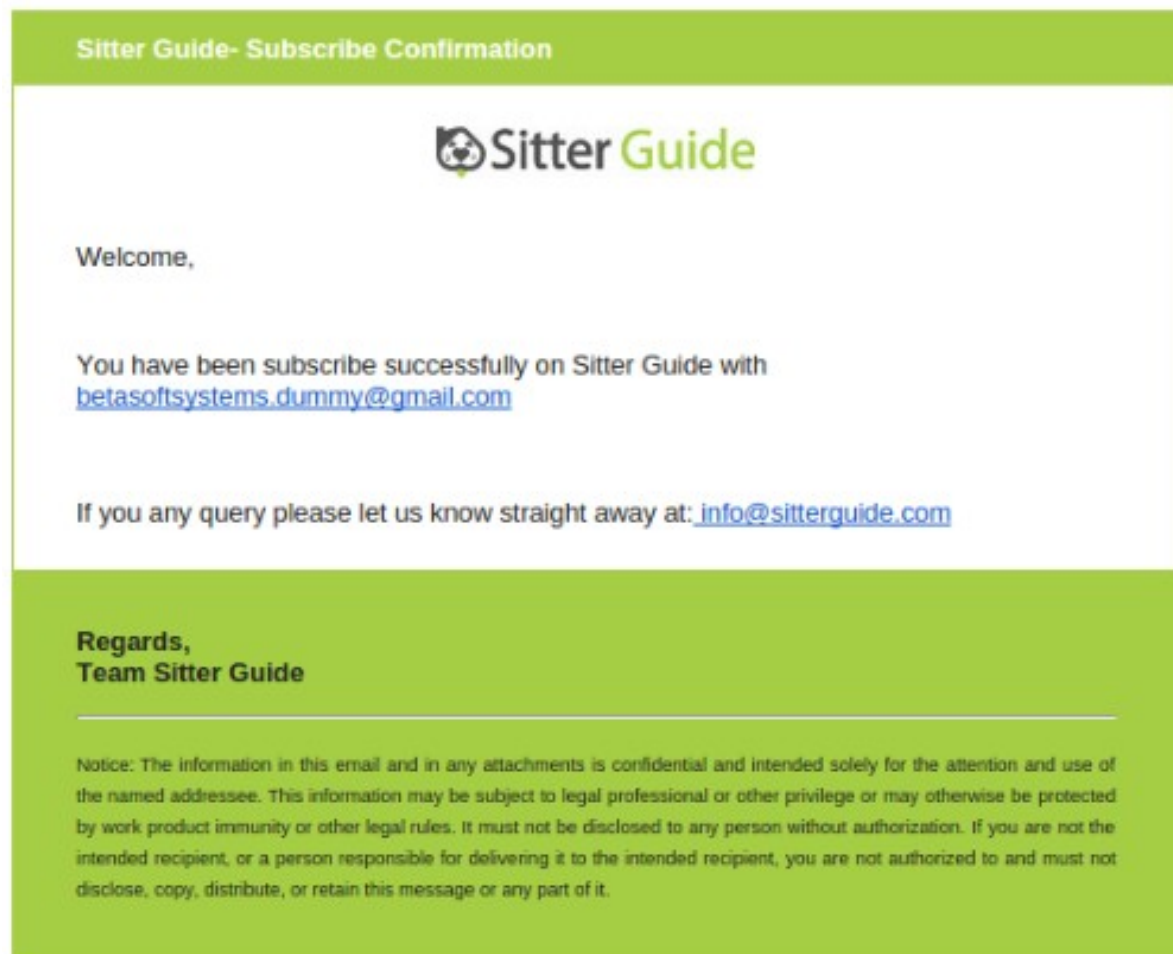 Sitter Guide- Subscribe Confirmation
Sitter Guide
Welcome,
You have been subscribe successfully on Sitter Guide with
betasoftsystems.dummy@gmail.com
If you any query please let us know straight away at: info@sitterguide.com
Regards,
Team Sitter Guide
Notice: The information in this email and in any attachments is confidential and intended solely for the attention and use of
the named addressee. This information may be subject to legal professional or other privilege or may otherwise be protected
by work product immunity or other legal rules. It must not be disclosed to any person without authorization. If you are not the
intended recipient, or a person responsible for delivering it to the intended recipient, you are not authorized to and must not
disclose, copy, distribute, or retain this message or any part of it.